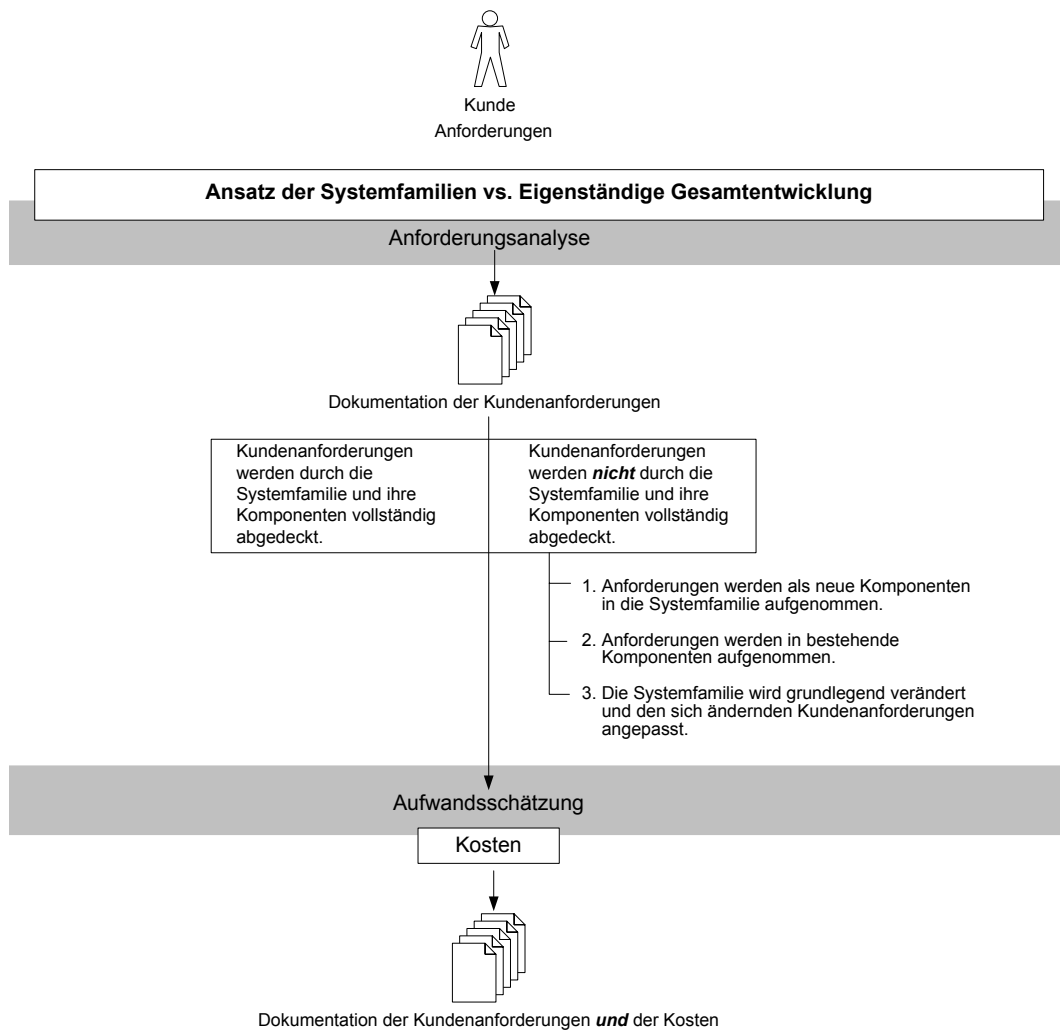 Kunde
Anforderungen
Ansatz der Systemfamilien vs. Eigenständige Gesamtentwicklung
Anforderungsanalyse
Dokumentation der Kundenanforderungen
Kundenanforderungen
werden durch die
Systemfamilie und ihre
Komponenten vollständig
abgedeckt.
Kundenanforderungen
werden nicht durch die
Systemfamilie und ihre
Komponenten vollständig
abgedeckt.
1. Anforderungen werden als neue Komponenten
in die Systemfamilie aufgenommen.
2. Anforderungen werden in bestehende
Komponenten aufgenommen.
3. Die Systemfamilie wird grundlegend verändert
und den sich ändernden Kundenanforderungen
angepasst.
Aufwandsschätzung
Kosten
Dokumentation der Kundenanforderungen und der Kosten